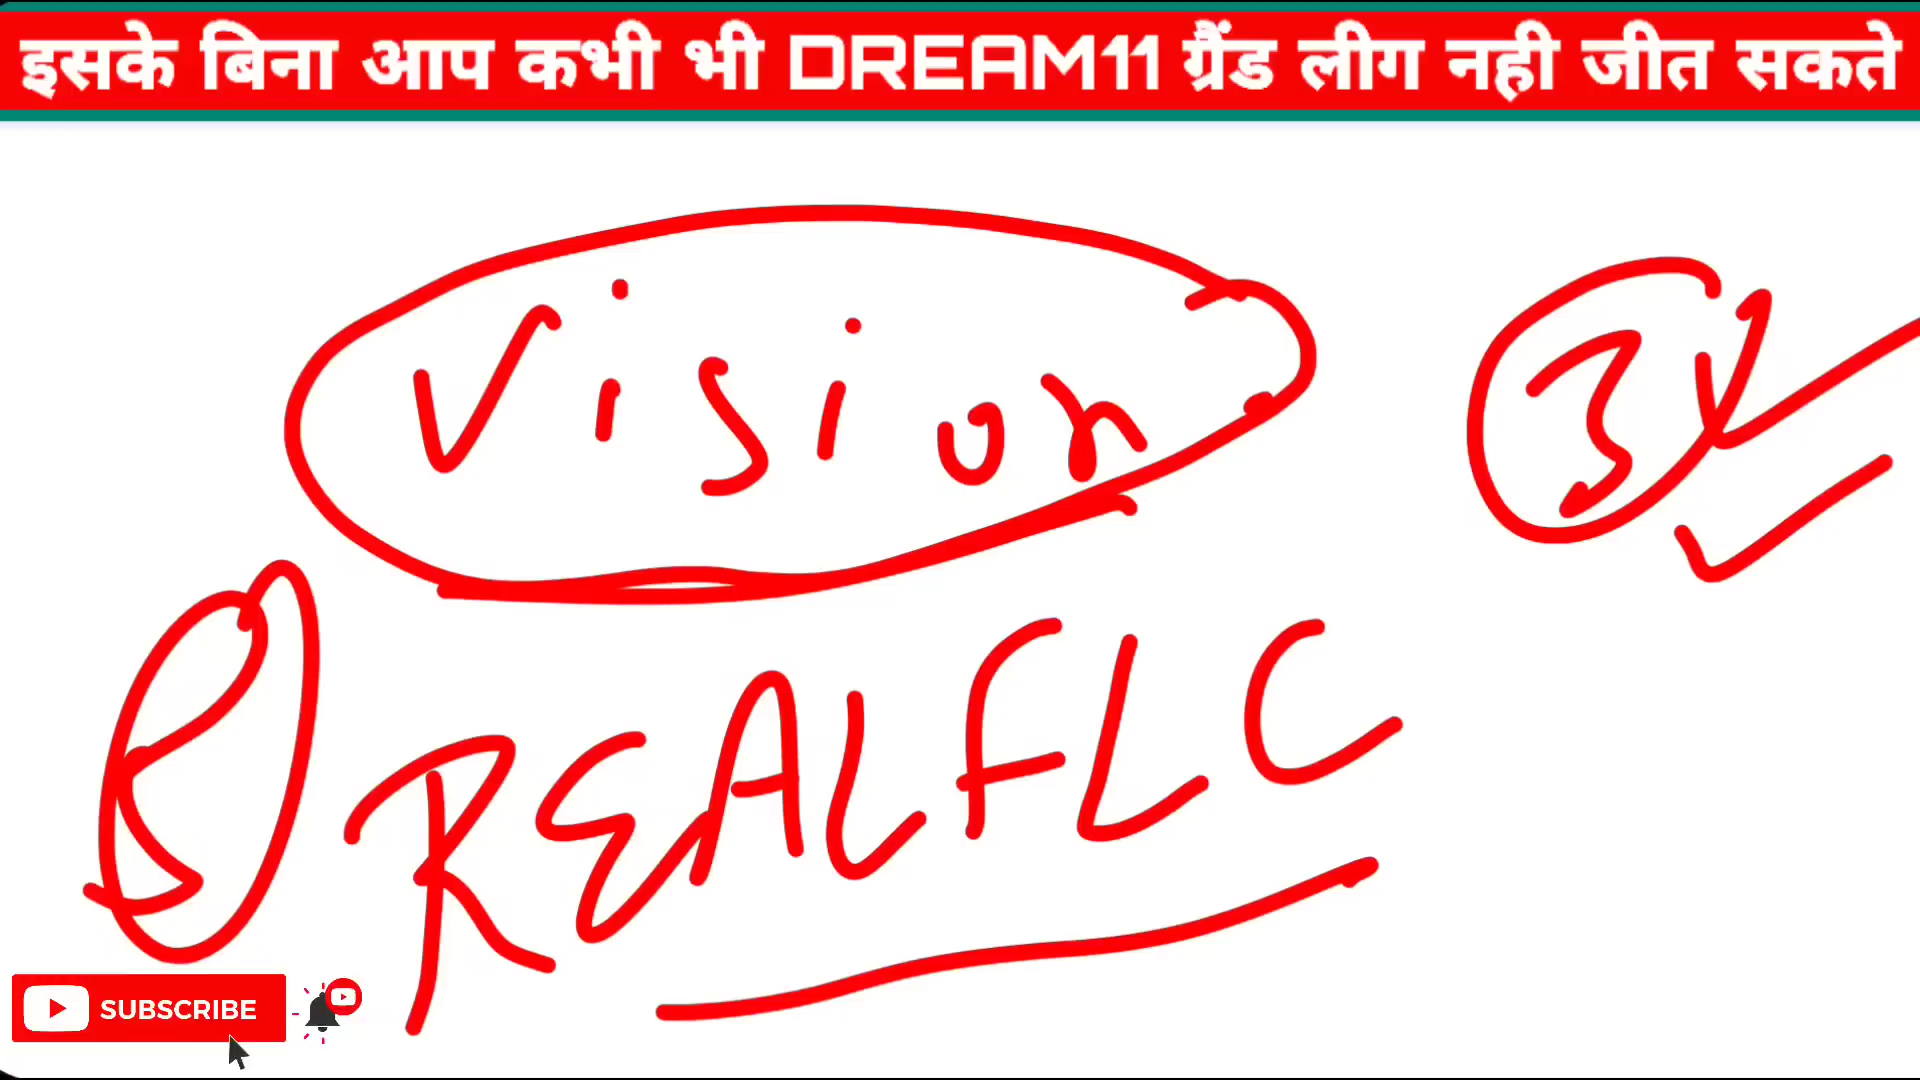 इसके बिना आप कभी भी DREAM11 ग्रैंड लीग नही जीत सकते
Vision
3
REALFLC
SUBSCRIBE